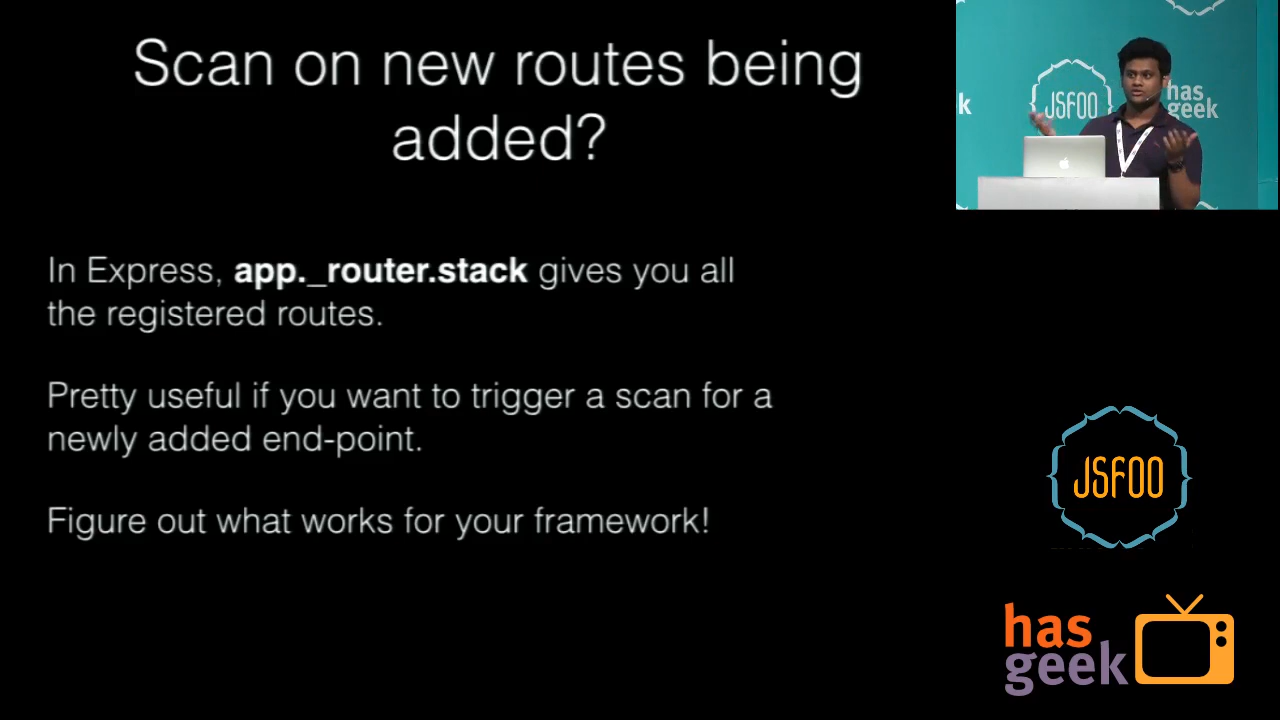 Scan on new routes being
added?
In Express, app._router.stack gives you all
the registered routes.
Pretty useful if you want to trigger a scan for a
newly added end-point.
Figure out what works for your framework!
JSFOO
has
geek
k
JSFOO
has
geek